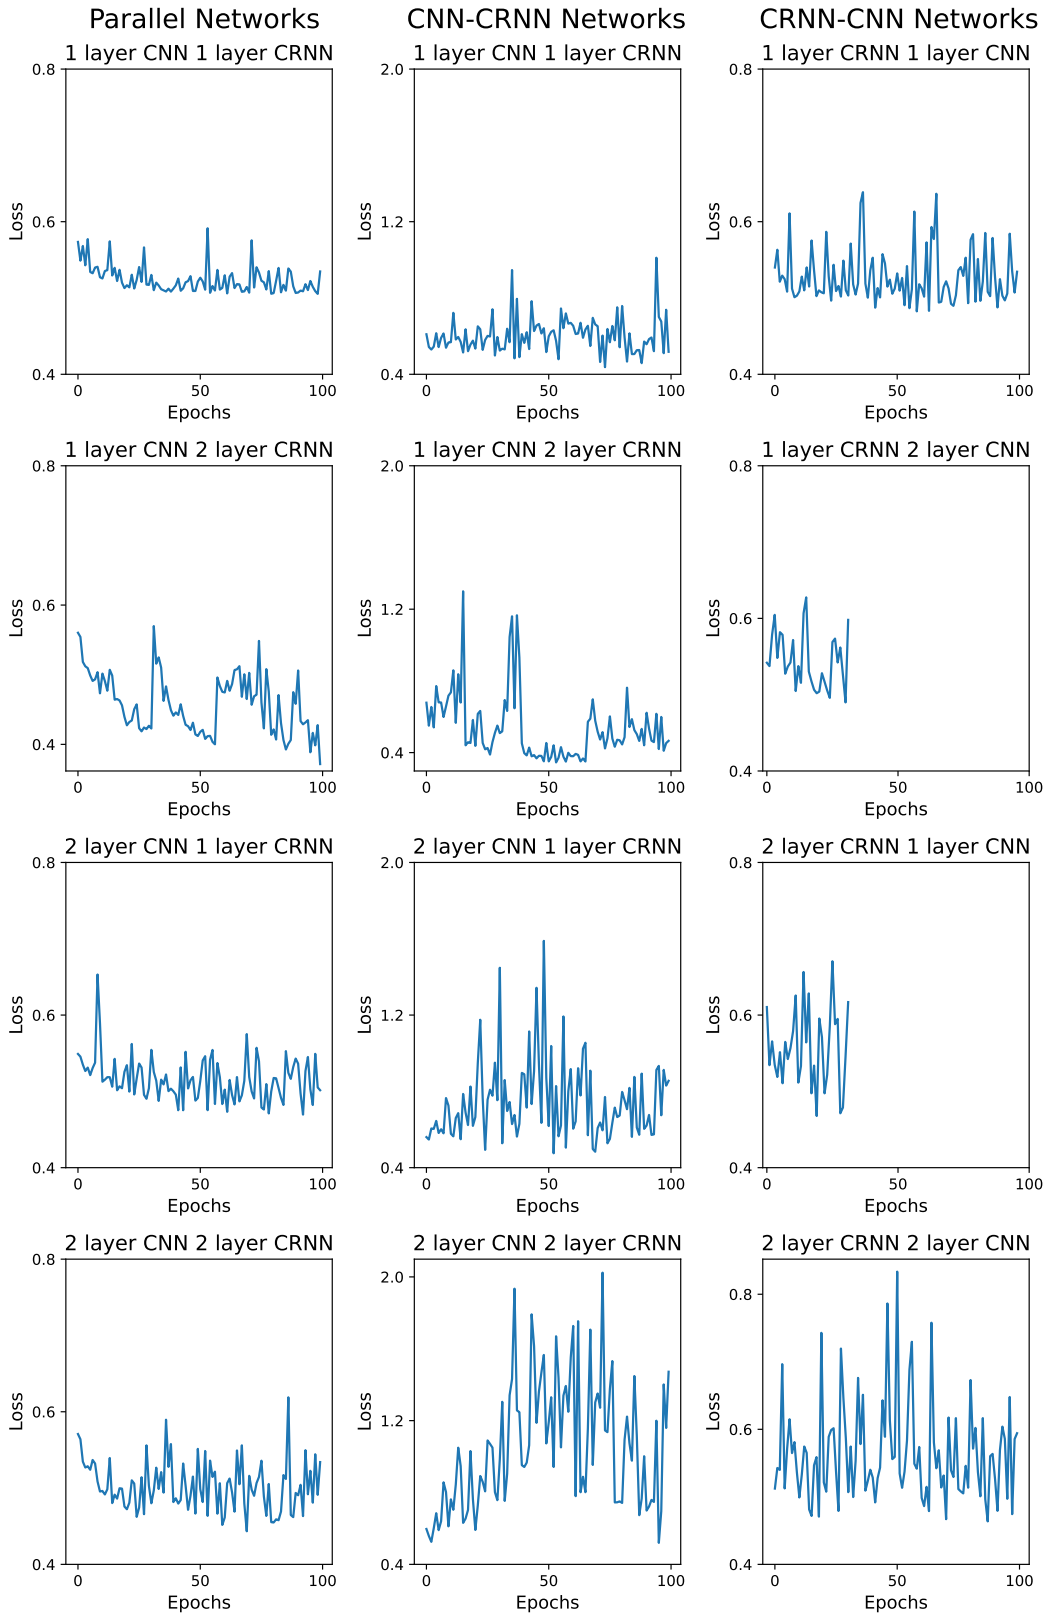 Parallel Networks CNN-CRNN Networks CRNN-CNN Networks
1 layer CNN 1 layer CRNN 1 layer CNN 1 layer CRNN 1 layer CRNN 1 layer CNN
0.8 2.0 0.8
Loss Loss Loss
0.6 1.2 0.6
0.4 0.4 0.4
0 50 100 0 50 100 0 50 100
Epochs Epochs Epochs
1 layer CNN 2 layer CRNN 1 layer CNN 2 layer CRNN 1 layer CRNN 2 layer CNN
0.8 2.0 0.8
Loss Loss Loss
0.6 1.2 0.6
0.4 0.4 0.4
0 50 100 0 50 100 0 50 100
Epochs Epochs Epochs
2 layer CNN 1 layer CRNN 2 layer CNN 1 layer CRNN 2 layer CRNN 1 layer CNN
0.8 2.0 0.8
Loss Loss Loss
0.6 1.2 0.6
0.4 0.4 0.4
0 50 100 0 50 100 0 50 100
Epochs Epochs Epochs
2 layer CNN 2 layer CRNN 2 layer CNN 2 layer CRNN 2 layer CRNN 2 layer CNN
0.8 2.0 0.8
Loss Loss Loss
0.6 1.2 0.6
0.4 0.4 0.4
0 50 100 0 50 100 0 50 100
Epochs Epochs Epochs